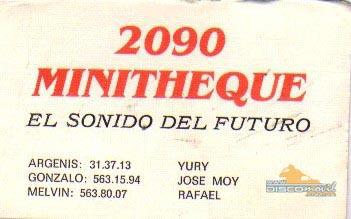 2090
MINITHEQUE
EL SONIDO DEL FUTURO
ARGENIS: 31.37.13 YURY
GONZALO: 563.15.94 JOSE MOY
MELVIN: 563.80.07 RAFAEL
DISCOmóvil